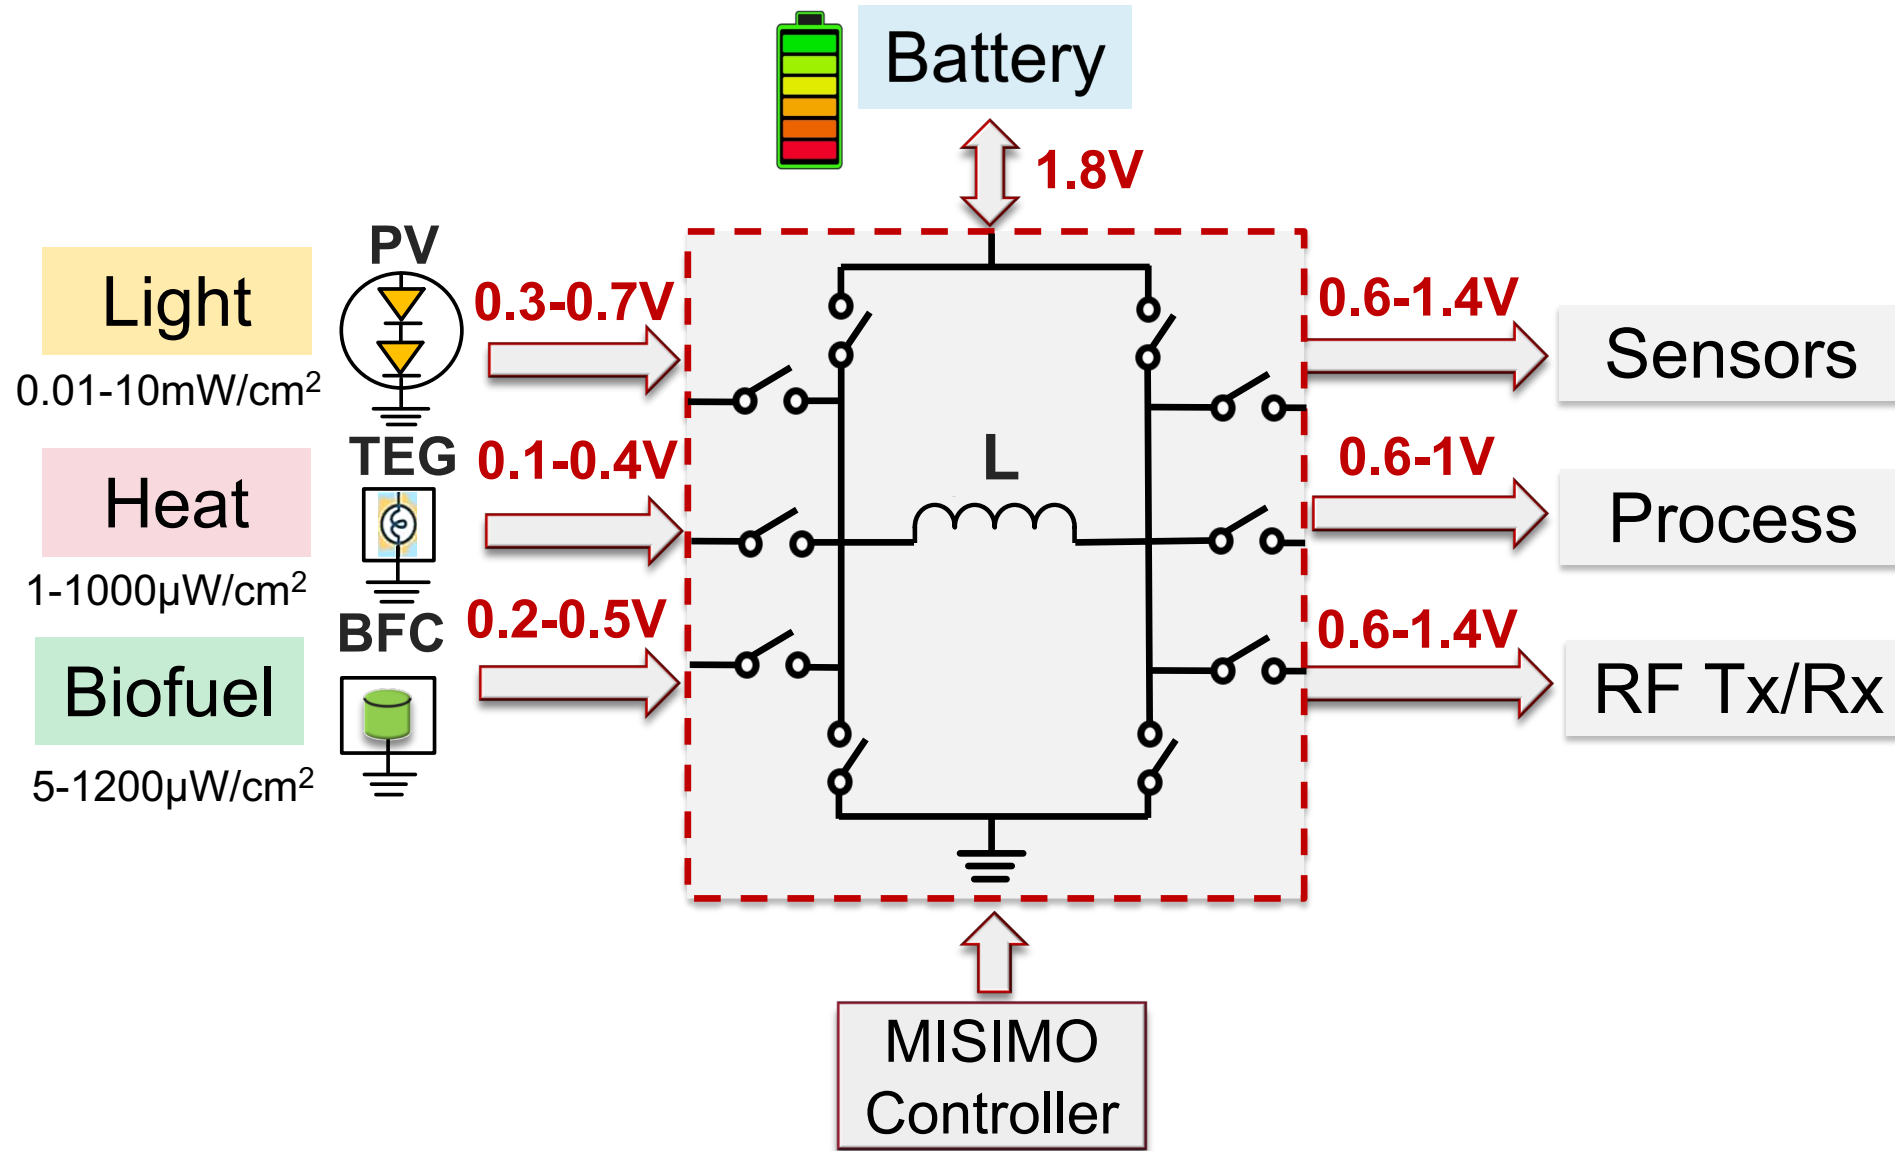 Battery
1.8V
PV
Light
0.3-0.7V
0.01-10mW/cm²
TEG
Heat
0.1-0.4V
1-1000µW/cm²
BFC
Biofuel
0.2-0.5V
5-1200µW/cm²
L
0.6-1.4V
Sensors
0.6-1V
Process
0.6-1.4V
RF Tx/Rx
MISIMO
Controller